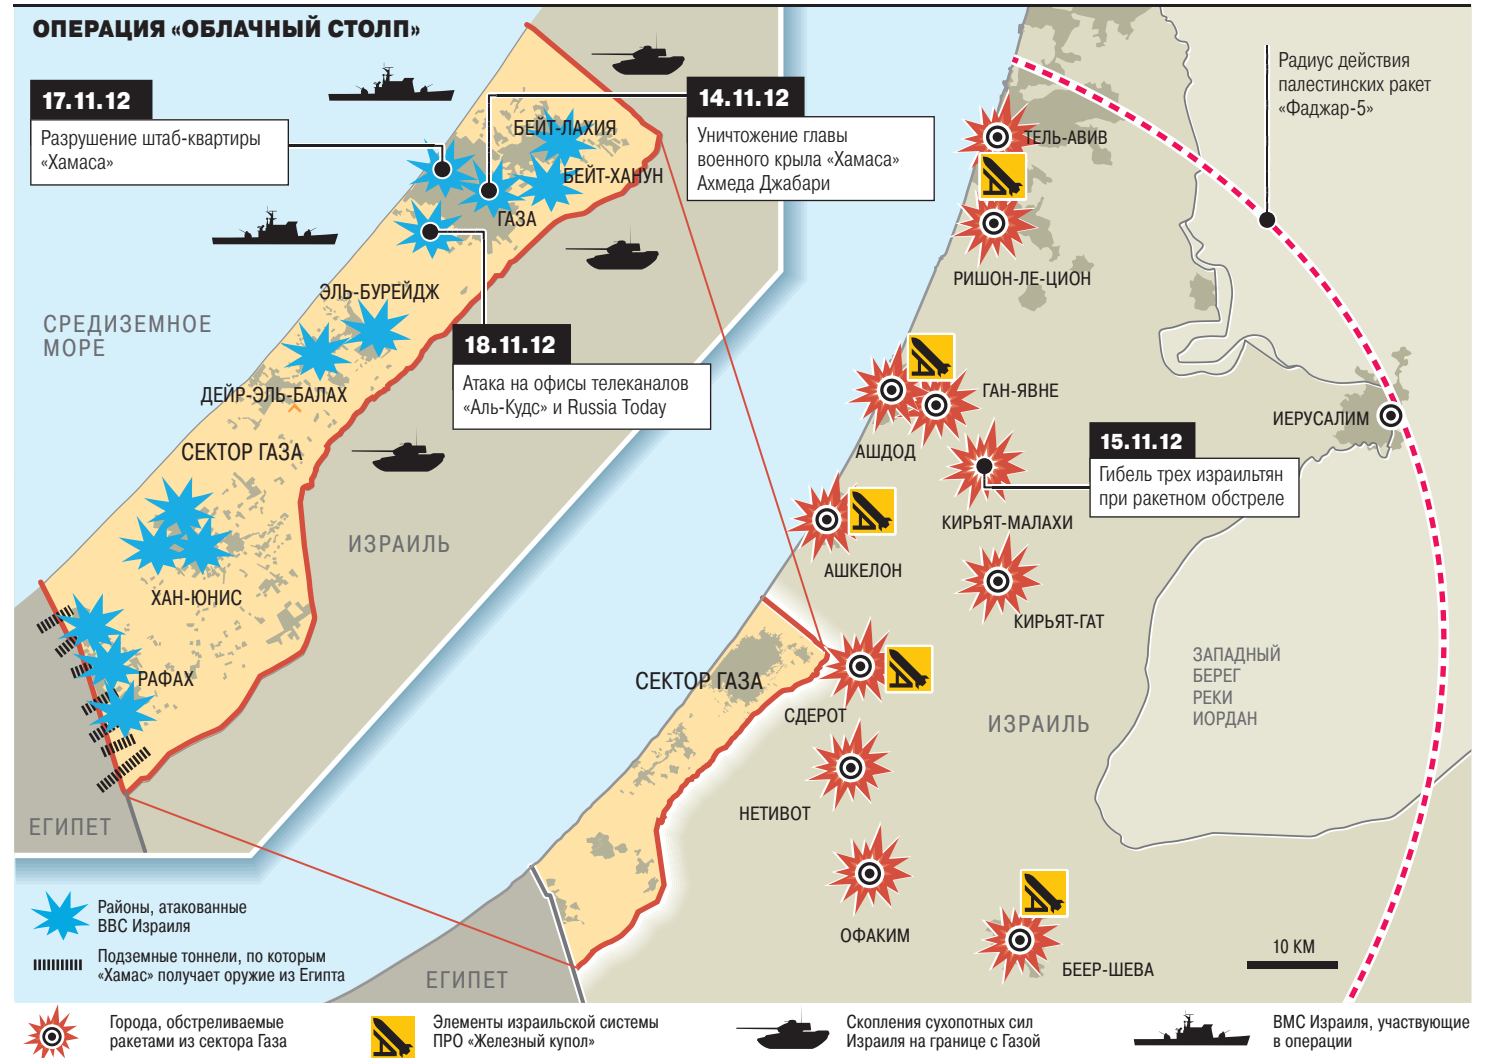 ОПЕРАЦИЯ «ОБЛАЧНЫЙ СТОЛП»
17.11.12
Разрушение штаб-квартиры
«Хамаса»
14.11.12
Уничтожение главы
военного крыла «Хамаса»
Ахмеда Джабари
18.11.12
Атака на офисы телеканалов
«Аль-Кудс» и Russia Today
БЕЙТ-ЛАХИЯ
БЕЙТ-ХАНУН
ГАЗА
ЭЛЬ-БУРЕЙДЖ
СРЕДИЗЕМНОЕ
МОРЕ
ДЕЙР-ЭЛЬ-БАЛАХ
СЕКТОР ГАЗА
ИЗРАИЛЬ
ХАН-ЮНИС
РАФАХ
ЕГИПЕТ
Радиус действия
палестинских ракет
«Фаджар-5»
ТЕЛЬ-АВИВ
РИШОН-ЛЕ-ЦИОН
ГАН-ЯВНЕ
АШДОД
ИЕРУСАЛИМ
15.11.12
Гибель трех израильтян
при ракетном обстреле
КИРЬЯТ-МАЛАХИ
АШКЕЛОН
КИРЬЯТ-ГАТ
СЕКТОР ГАЗА
СДЕРОТ
ИЗРАИЛЬ
ЗАПАДНЫЙ
БЕРЕГ
РЕКИ
ИОРДАН
НЕТИВОТ
ОФАКИМ
БЕЕР-ШЕВА
ЕГИПЕТ
10 КМ
Районы, атакованные
ВВС Израиля
Подземные тоннели, по которым
«Хамас» получает оружие из Египта
Города, обстреливаемые
ракетами из сектора Газа
Элементы израильской системы
ПРО «Железный купол»
Скопления сухопотных сил
Израиля на границе с Газой
ВМС Израиля, участвующие
в операции